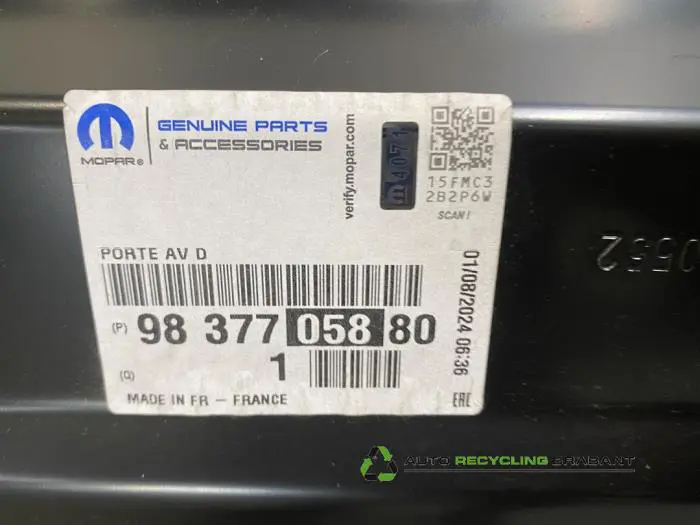 MOPAR®
GENUINE PARTS
& ACCESSORIES
verify.mopar.com
15FMC3
2B2P6W
SCAN!
PORTE AV D
(P) 98 377 058 80
(Q) 1
01/08/2024 06:36
MADE IN FR – FRANCE
EAC
AUTO RECYCLING BRABANT